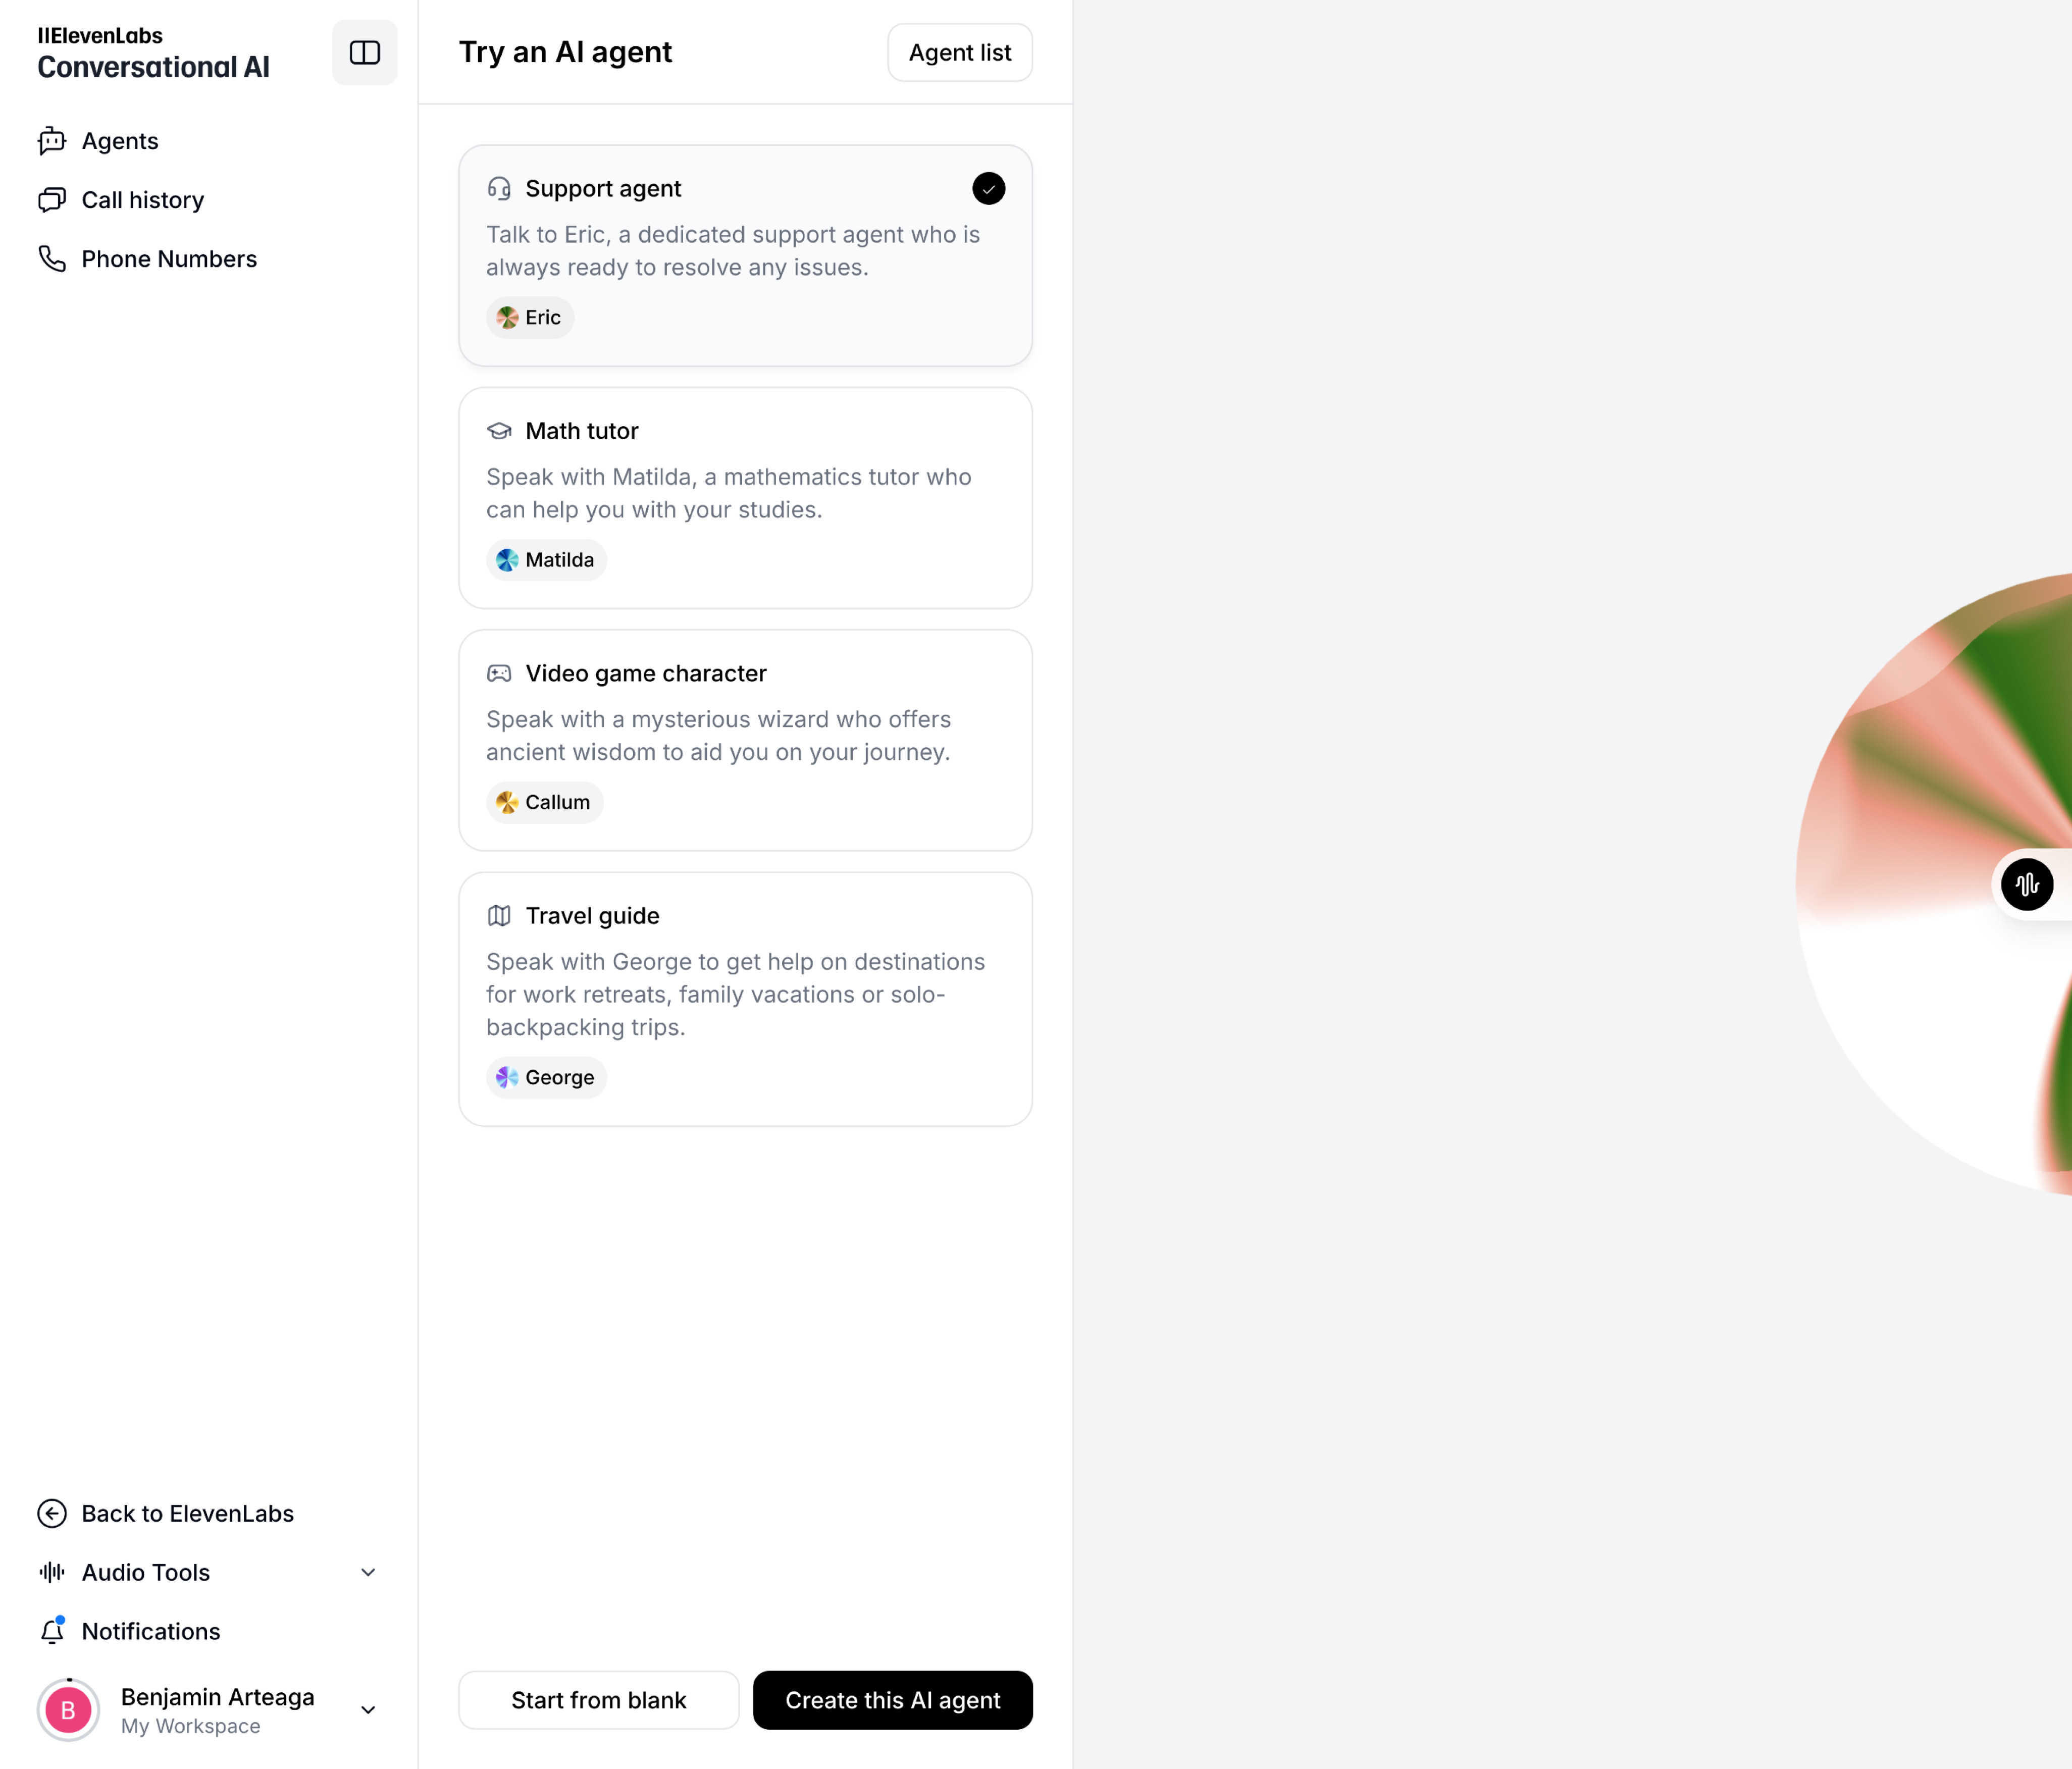 IIElevenLabs
Conversational AI
Agents
Call history
Phone Numbers
Back to ElevenLabs
Audio Tools
Notifications
B
Benjamin Arteaga
My Workspace
Try an AI agent
Agent list
Support agent
Talk to Eric, a dedicated support agent who is
always ready to resolve any issues.
Eric
Math tutor
Speak with Matilda, a mathematics tutor who
can help you with your studies.
Matilda
Video game character
Speak with a mysterious wizard who offers
ancient wisdom to aid you on your journey.
Callum
Travel guide
Speak with George to get help on destinations
for work retreats, family vacations or solo-
backpacking trips.
George
Start from blank
Create this AI agent